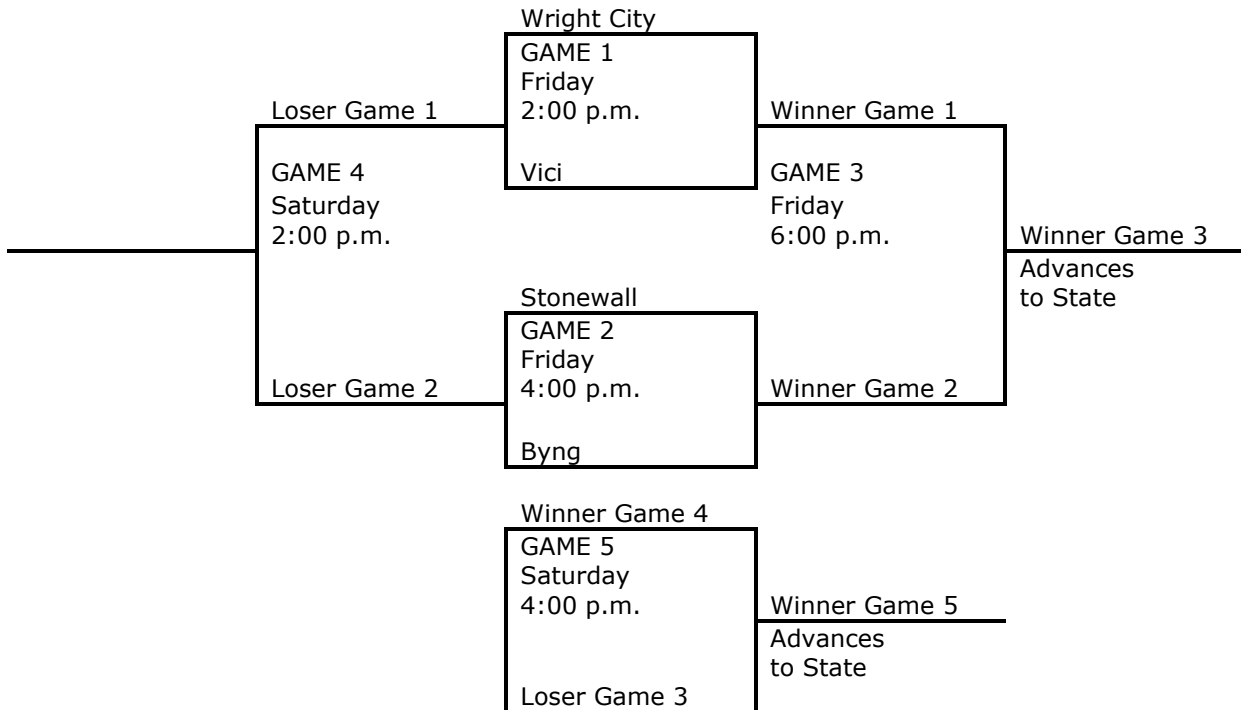 Wright City
GAME 1
Friday
2:00 p.m.
Vici
Loser Game 1
Winner Game 1
GAME 4
Saturday
2:00 p.m.
GAME 3
Friday
6:00 p.m.
Winner Game 3
Advances
to State
Stonewall
GAME 2
Friday
4:00 p.m.
Byng
Loser Game 2
Winner Game 2
Winner Game 4
GAME 5
Saturday
4:00 p.m.
Loser Game 3
Winner Game 5
Advances
to State